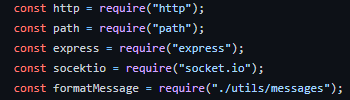 const http = require("http");
const path = require("path");
const express = require("express");
const socektio = require("socket.io");
const formatMessage = require("./utils/messages");